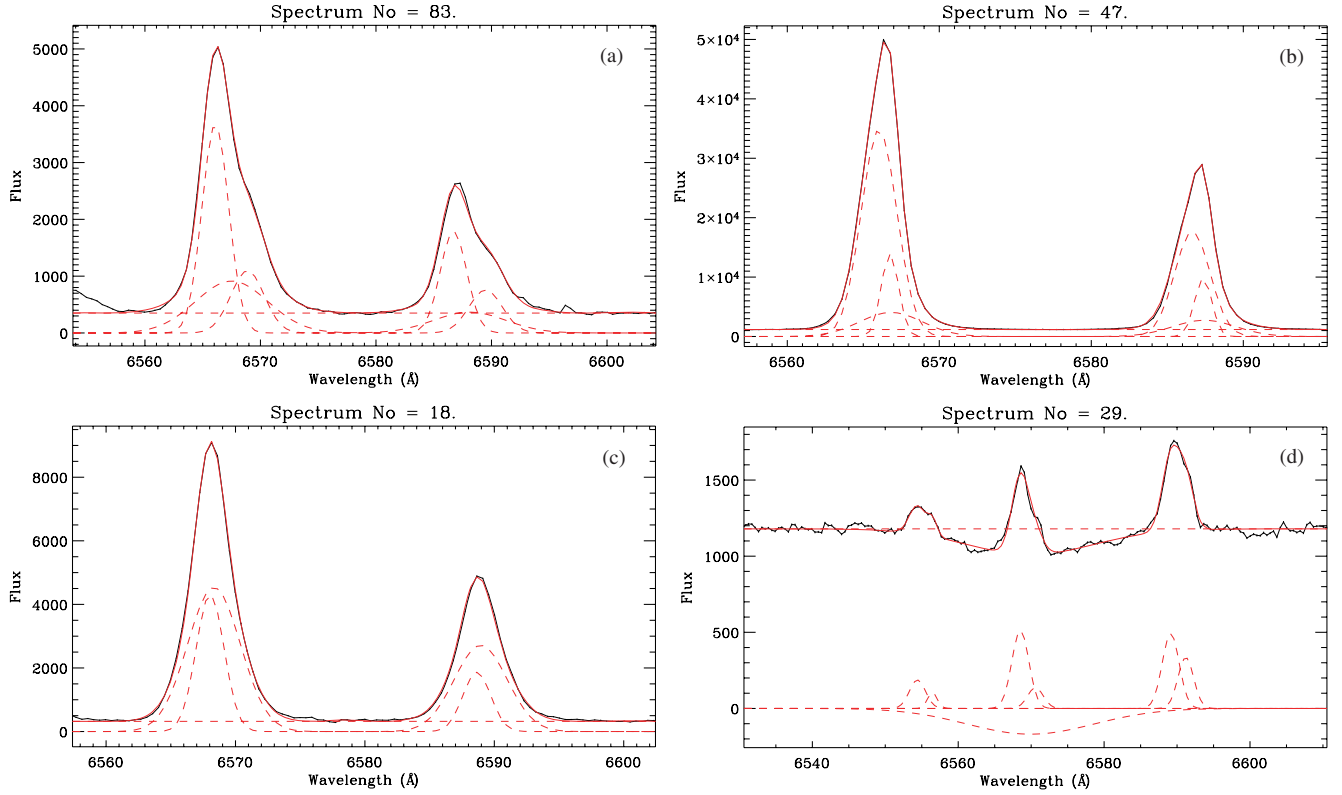 Spectrum No = 83.
(a)
5000
4000
3000
2000
1000
0
Flux
6560
6570
6580
6590
6600
Wavelength (Å)
Spectrum No = 47.
(b)
5×10⁴
4×10⁴
3×10⁴
2×10⁴
1×10⁴
0
Flux
6560
6570
6580
6590
Wavelength (Å)
Spectrum No = 18.
(c)
8000
6000
4000
2000
0
Flux
6560
6570
6580
6590
6600
Wavelength (Å)
Spectrum No = 29.
(d)
1500
1000
500
0
Flux
6540
6560
6580
6600
Wavelength (Å)